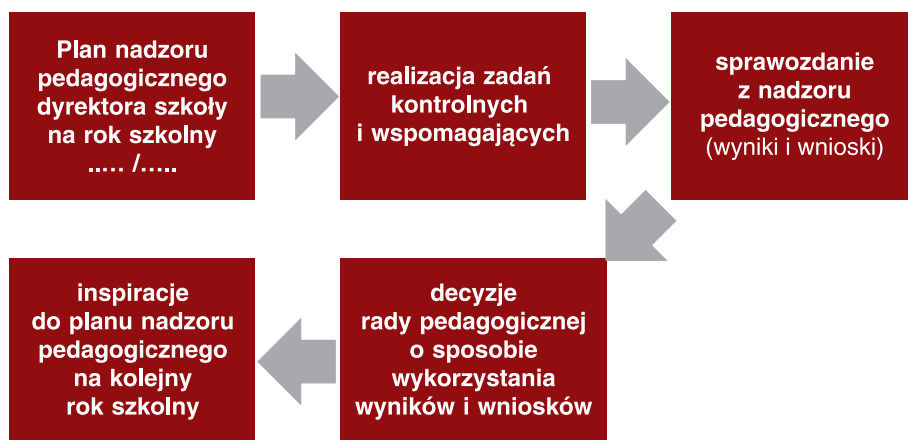 Plan nadzoru
pedagogicznego
dyrektora szkoły
na rok szkolny
..... /.....
realizacja zadań
kontrolnych
i wspomagających
sprawozdanie
z nadzoru
pedagogicznego
(wyniki i wnioski)
decyzje
rady pedagogicznej
o sposobie
wykorzystania
wyników i wniosków
inspiracje
do planu nadzoru
pedagogicznego
na kolejny
rok szkolny